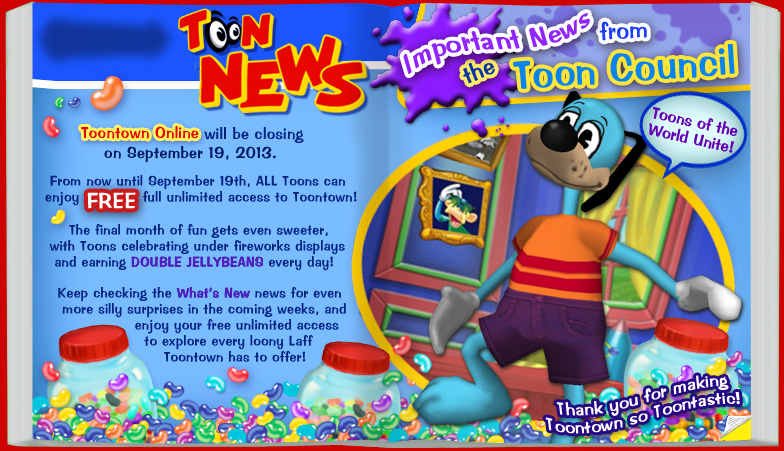 TOON
NEWS
Toontown Online will be closing
on September 19, 2013.
From now until September 19th, ALL Toons can
enjoy FREE full unlimited access to Toontown!
The final month of fun gets even sweeter,
with Toons celebrating under fireworks displays
and earning DOUBLE JELLYBEANS every day!
Keep checking the What's New news for even
more silly surprises in the coming weeks, and
enjoy your free unlimited access
to explore every loony Laff
Toontown has to offer!
Important News from
the Toon Council
Toons of the
World Unite!
Thank you for making
Toontown so Toontastic!